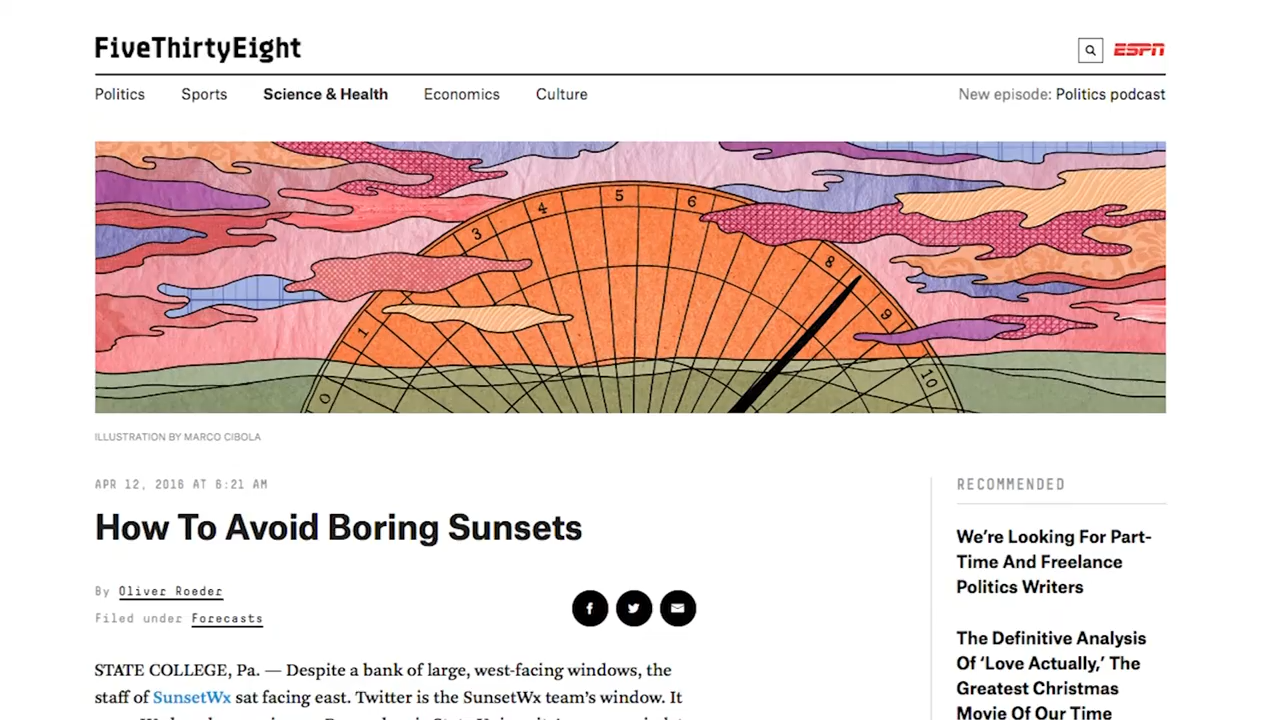 FiveThirtyEight
ESPN
Politics Sports Science & Health Economics Culture New episode: Politics podcast
0 1 3 4 5 6 8 9 10
ILLUSTRATION BY MARCO CIBOLA
APR 12, 2016 AT 6:21 AM
How To Avoid Boring Sunsets
By Oliver Roeder
Filed under Forecasts
STATE COLLEGE, Pa. — Despite a bank of large, west-facing windows, the
staff of SunsetWx sat facing east. Twitter is the SunsetWx team’s window. It
RECOMMENDED
We’re Looking For Part-
Time And Freelance
Politics Writers
The Definitive Analysis
Of ‘Love Actually,’ The
Greatest Christmas
Movie Of Our Time